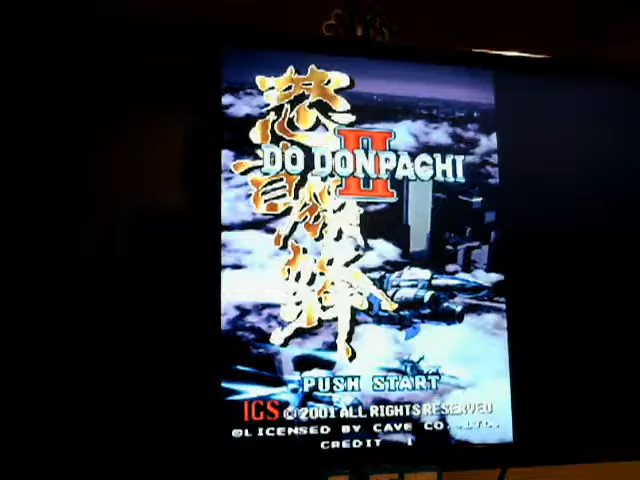 怒首領蜂
II
DO DONPACHI
PUSH START
IGS © 2001 ALL RIGHTS RESERVED
©LICENSED BY CAVE CO.,LTD.
CREDIT 1